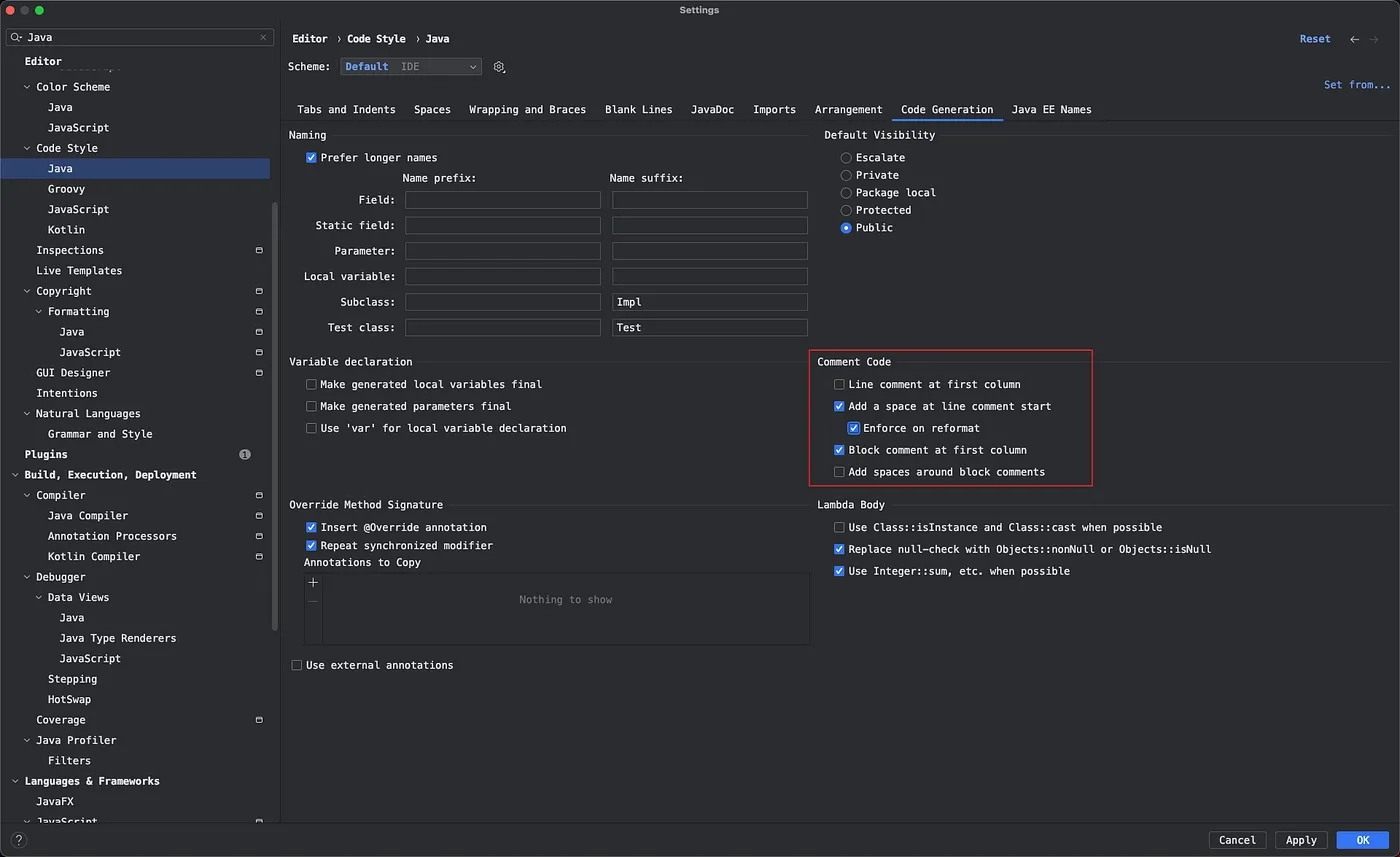 Settings
Java
Editor
Color Scheme
Java
JavaScript
Code Style
Java
Groovy
JavaScript
Kotlin
Inspections
Live Templates
Copyright
Formatting
Java
JavaScript
GUI Designer
Intentions
Natural Languages
Grammar and Style
Plugins 1
Build, Execution, Deployment
Compiler
Java Compiler
Annotation Processors
Kotlin Compiler
Debugger
Data Views
Java
Java Type Renderers
JavaScript
Stepping
HotSwap
Coverage
Java Profiler
Filters
Languages & Frameworks
JavaFX
JavaScript
?
Editor › Code Style › Java
Reset
Scheme: Default IDE
Set from...
Tabs and Indents Spaces Wrapping and Braces Blank Lines JavaDoc Imports Arrangement Code Generation Java EE Names
Naming
Prefer longer names
Name prefix: Name suffix:
Field:
Static field:
Parameter:
Local variable:
Subclass: Impl
Test class: Test
Default Visibility
Escalate
Private
Package local
Protected
Public
Variable declaration
Make generated local variables final
Make generated parameters final
Use 'var' for local variable declaration
Comment Code
Line comment at first column
Add a space at line comment start
Enforce on reformat
Block comment at first column
Add spaces around block comments
Override Method Signature
Insert @Override annotation
Repeat synchronized modifier
Annotations to Copy
Nothing to show
Use external annotations
Lambda Body
Use Class::isInstance and Class::cast when possible
Replace null-check with Objects::nonNull or Objects::isNull
Use Integer::sum, etc. when possible
Cancel Apply OK